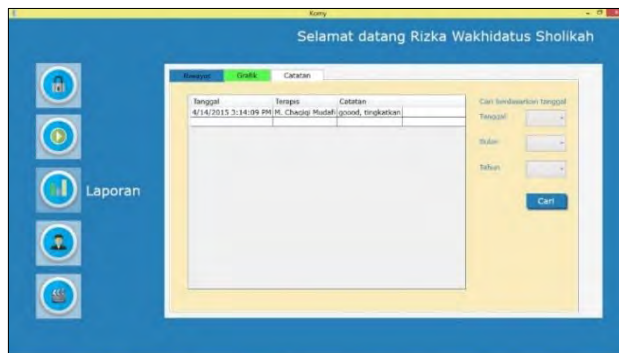 Komy
Selamat datang Rizka Wakhidatus Sholikah
Riwayat Grafik Catatan
Tanggal Terapis Catatan
4/14/2015 3:14:09 PM M. Chaqiqi Mudafi goood, tingkatkan
Cari berdasarkan tanggal
Tanggal
Bulan
Tahun
Cari
Laporan